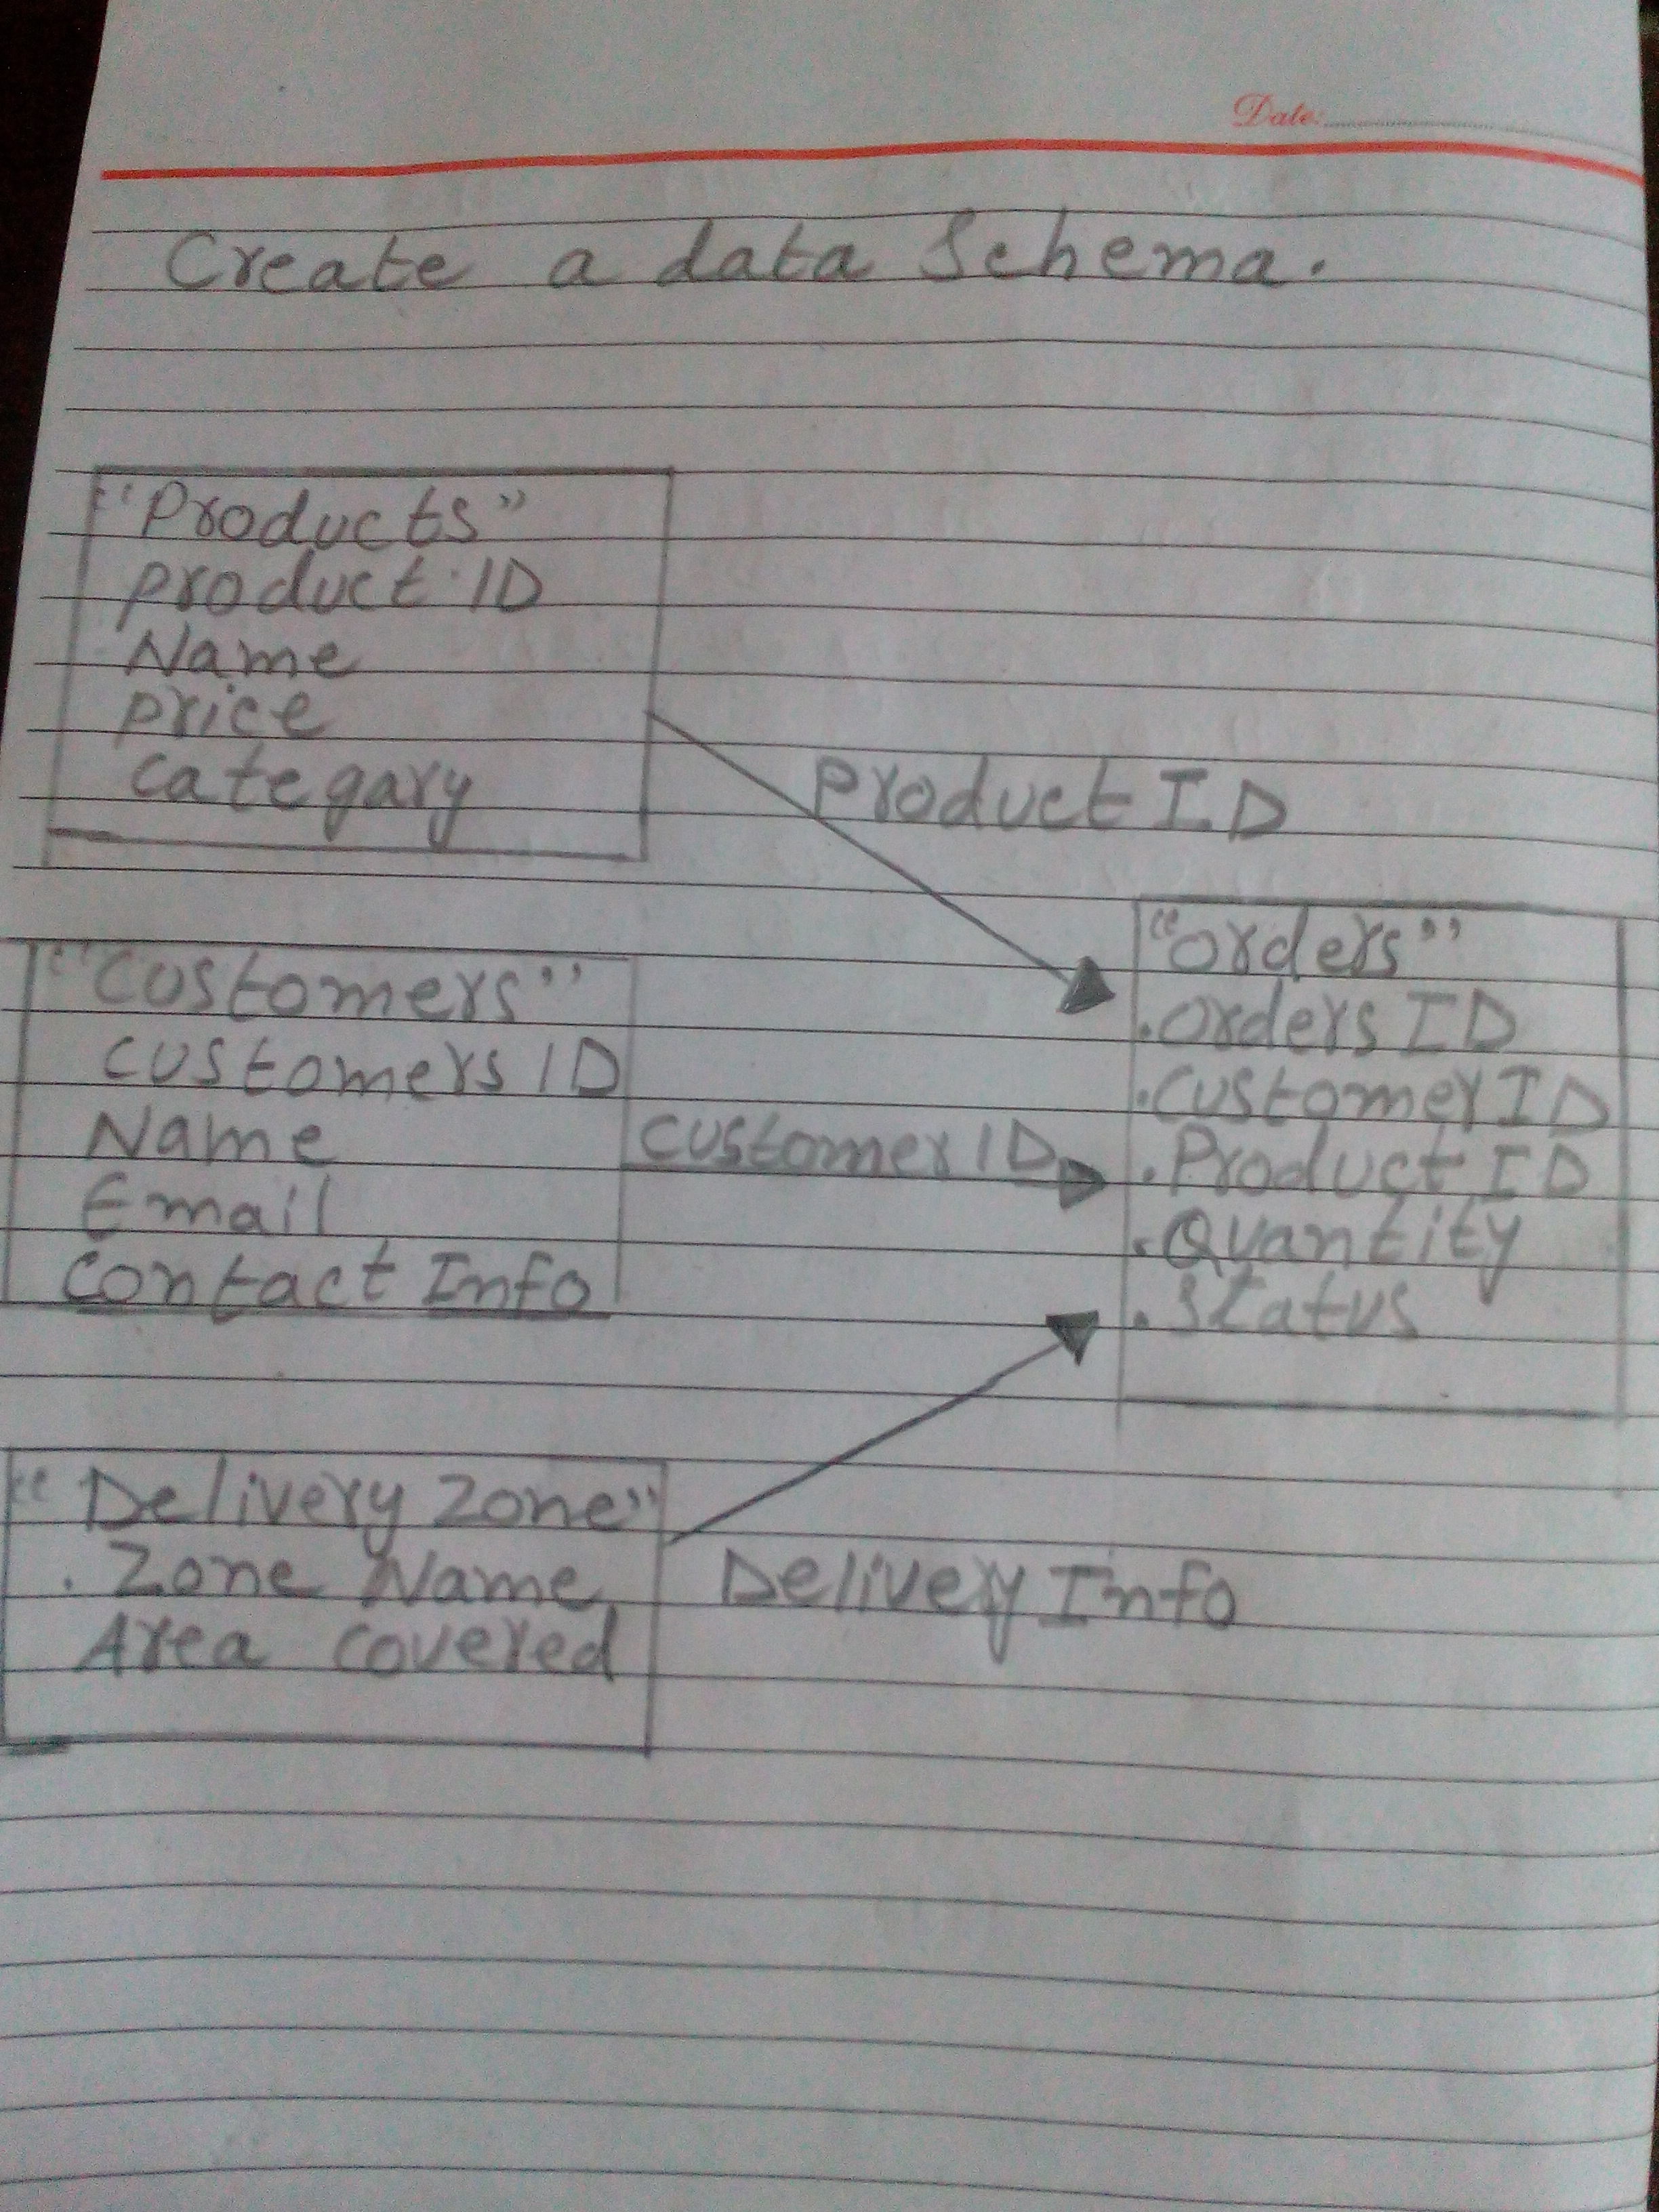 Date:
Create a data Schema.
"Products"
product ID
Name
price
categary
Product I.D
"Customers"
customers ID
Name
Email
Contact Info
customer ID
"orders"
.orders ID
.customer ID
.Product ID
.Quantity
.Status
"Delivery Zone"
. Zone Name
Area covered
Delivery Info